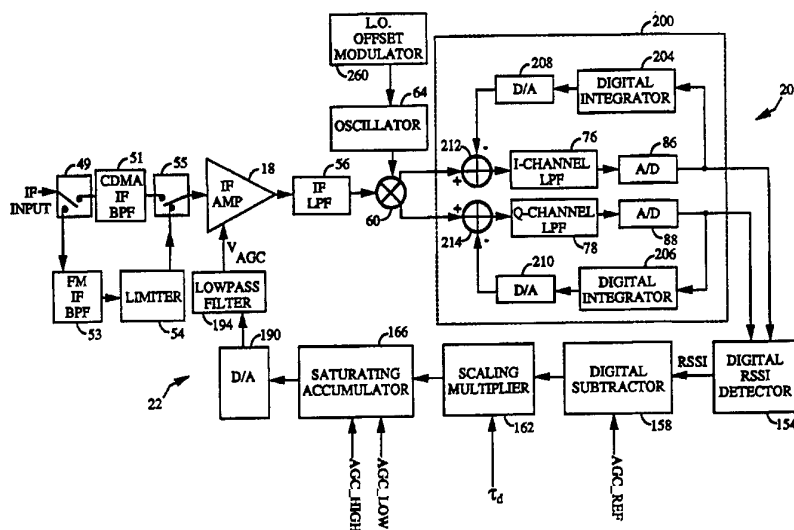 L.O.
OFFSET
MODULATOR
260
64
OSCILLATOR
200
208
D/A
204
DIGITAL
INTEGRATOR
20
49
51
CDMA
IF
BPF
55
IF
INPUT
18
IF
AMP
56
IF
LPF
60
212
+
-
76
I-CHANNEL
LPF
86
A/D
214
+
-
Q-CHANNEL
LPF
78
A/D
88
210
D/A
206
DIGITAL
INTEGRATOR
FM
IF
BPF
53
LIMITER
54
VAGC
LOWPASS
FILTER
194
190
D/A
22
166
SATURATING
ACCUMULATOR
SCALING
MULTIPLIER
162
DIGITAL
SUBTRACTOR
158
RSSI
DIGITAL
RSSI
DETECTOR
154
AGC_HIGH
AGC_LOW
τd
AGC_REF